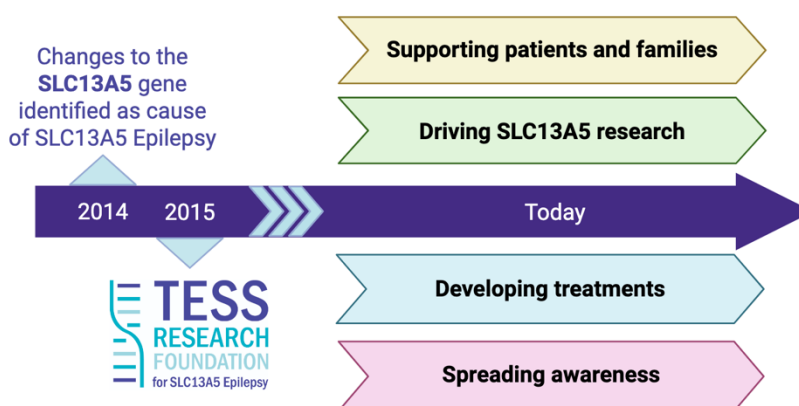 Changes to the
SLC13A5 gene
identified as cause
of SLC13A5 Epilepsy
Supporting patients and families
Driving SLC13A5 research
2014
2015
Today
TESS
RESEARCH
FOUNDATION
for SLC13A5 Epilepsy
Developing treatments
Spreading awareness